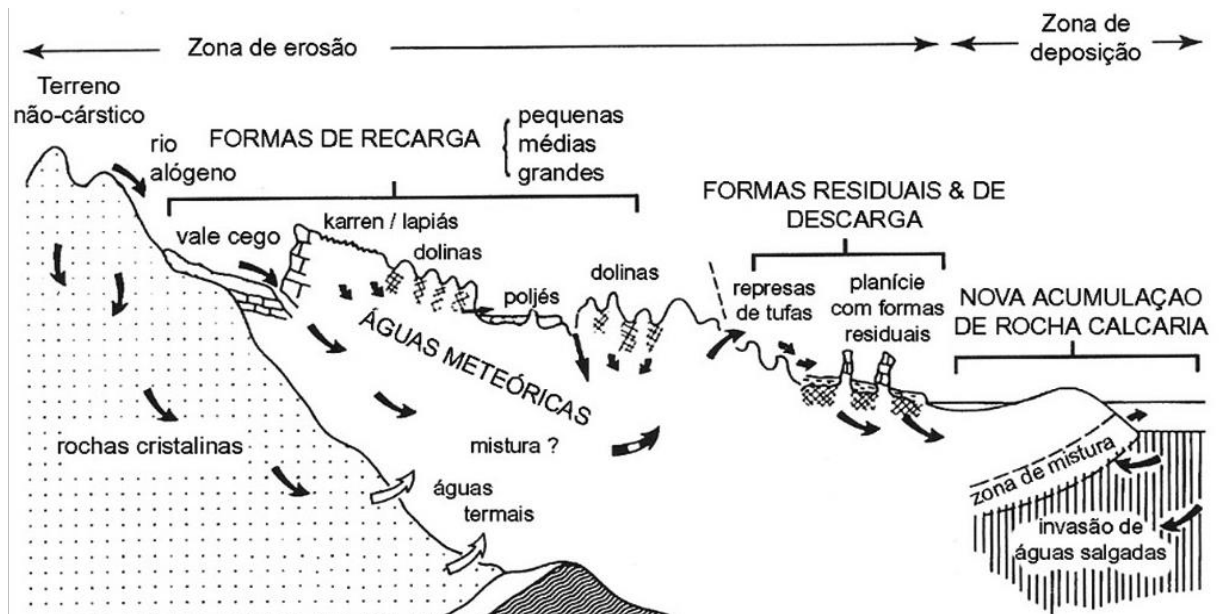 Zona de erosão
Zona de
deposição
Terreno
não-cárstico
rio
alógeno
FORMAS DE RECARGA
pequenas
médias
grandes
FORMAS RESIDUAIS & DE
DESCARGA
vale cego
karren / lapiás
dolinas
poljés
dolinas
represas
de tufas
planície
com formas
residuais
NOVA ACUMULAÇAO
DE ROCHA CALCARIA
ÁGUAS METEÓRICAS
rochas cristalinas
mistura ?
águas
termais
zona de mistura
invasão de
águas salgadas